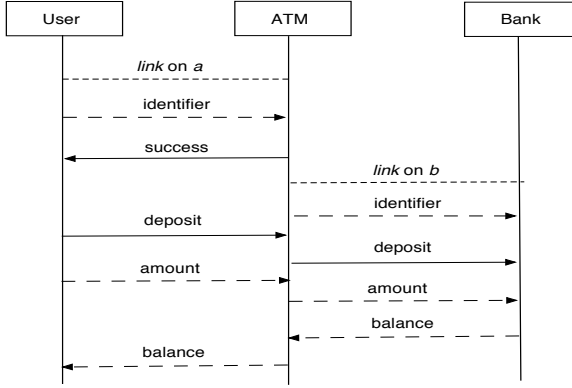 User
ATM
Bank
link on a
identifier
success
link on b
identifier
deposit
deposit
amount
amount
balance
balance